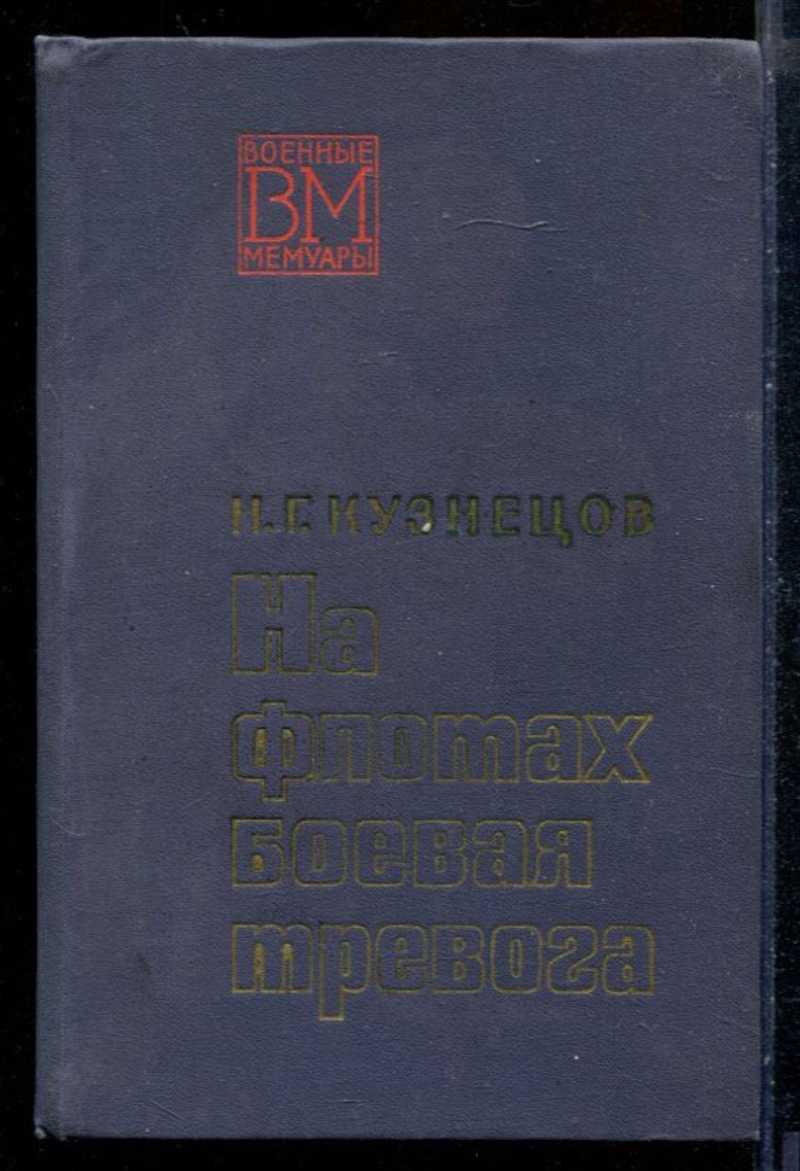 ВОЕННЫЕ
ВМ
МЕМУАРЫ
Н.Г.КУЗНЕЦОВ
На
флотах
боевая
тревога